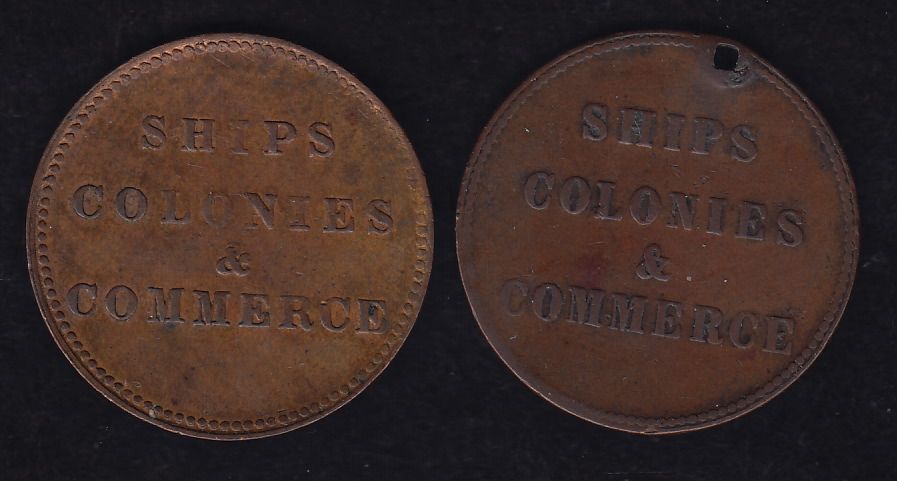 SHIPS
COLONIES
&
COMMERCE
SHIPS
COLONIES
&
COMMERCE